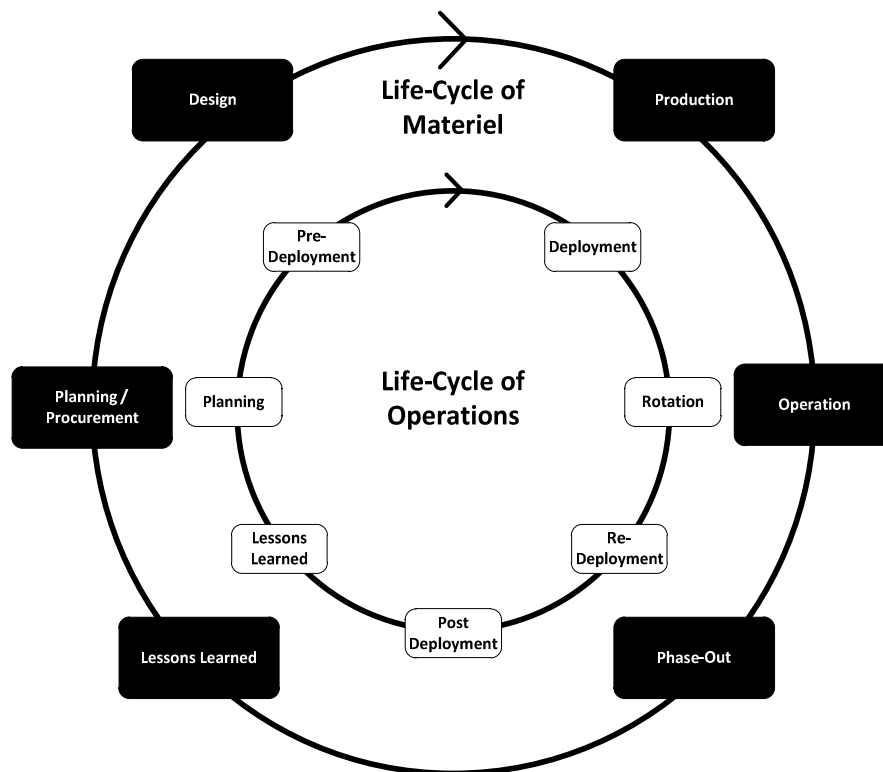 Design
Life-Cycle of
Materiel
Production
Pre-
Deployment
Deployment
Planning /
Procurement
Planning
Life-Cycle of
Operations
Rotation
Operation
Lessons
Learned
Re-
Deployment
Post
Deployment
Lessons Learned
Phase-Out